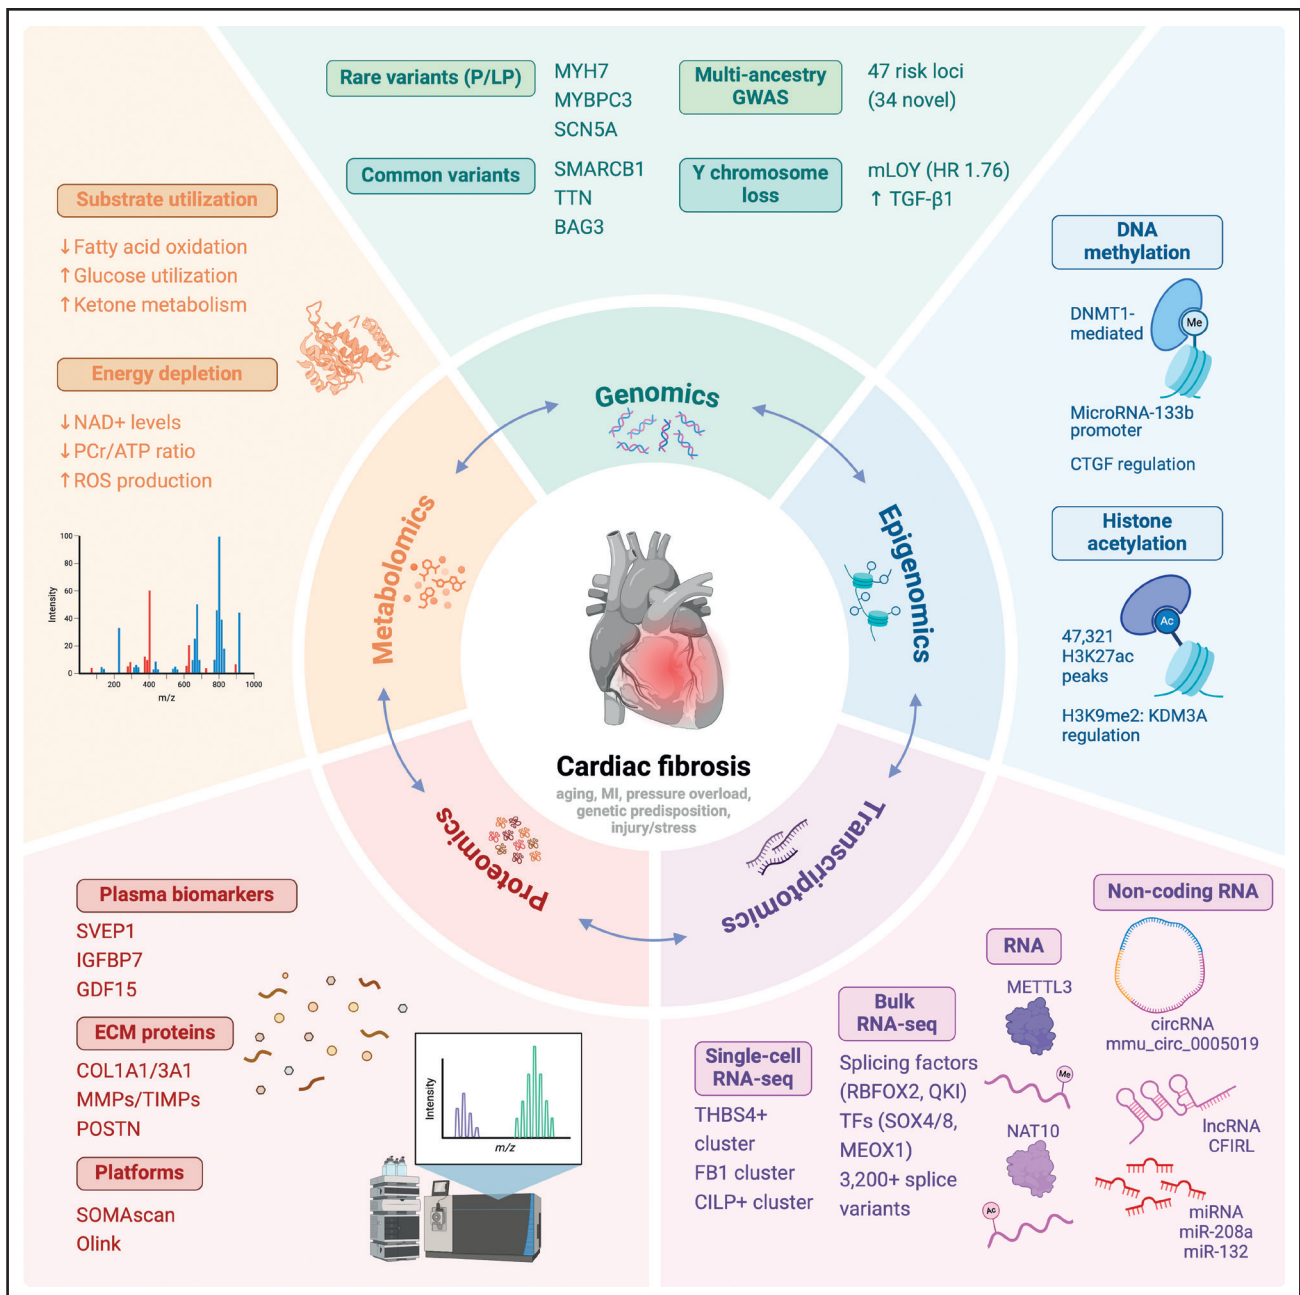 Rare variants (P/LP)
MYH7
MYBPC3
SCN5A
Common variants
SMARCB1
TTN
BAG3
Multi-ancestry
GWAS
47 risk loci
(34 novel)
Y chromosome
loss
mLOY (HR 1.76)
↑ TGF-β1
Substrate utilization
↓Fatty acid oxidation
↑Glucose utilization
↑Ketone metabolism
Energy depletion
↓NAD+ levels
↓PCr/ATP ratio
↑ROS production
Intensity
100
80
60
40
20
0
200
400
600
800
1000
m/z
DNA
methylation
DNMT1-
mediated
Me
MicroRNA-133b
promoter
CTGF regulation
Histone
acetylation
Ac
47,321
H3K27ac
peaks
H3K9me2: KDM3A
regulation
Genomics
Epigenomics
Transcriptomics
Proteomics
Metabolomics
Cardiac fibrosis
aging, MI, pressure overload,
genetic predisposition,
injury/stress
Plasma biomarkers
SVEP1
IGFBP7
GDF15
ECM proteins
COL1A1/3A1
MMPs/TIMPs
POSTN
Platforms
SOMAscan
Olink
Intensity
m/z
Single-cell
RNA-seq
THBS4+
cluster
FB1 cluster
CILP+ cluster
Bulk
RNA-seq
Splicing factors
(RBFOX2, QKI)
TFs (SOX4/8,
MEOX1)
3,200+ splice
variants
RNA
METTL3
Me
NAT10
Ac
Non-coding RNA
circRNA
mmu_circ_0005019
lncRNA
CFIRL
miRNA
miR-208a
miR-132